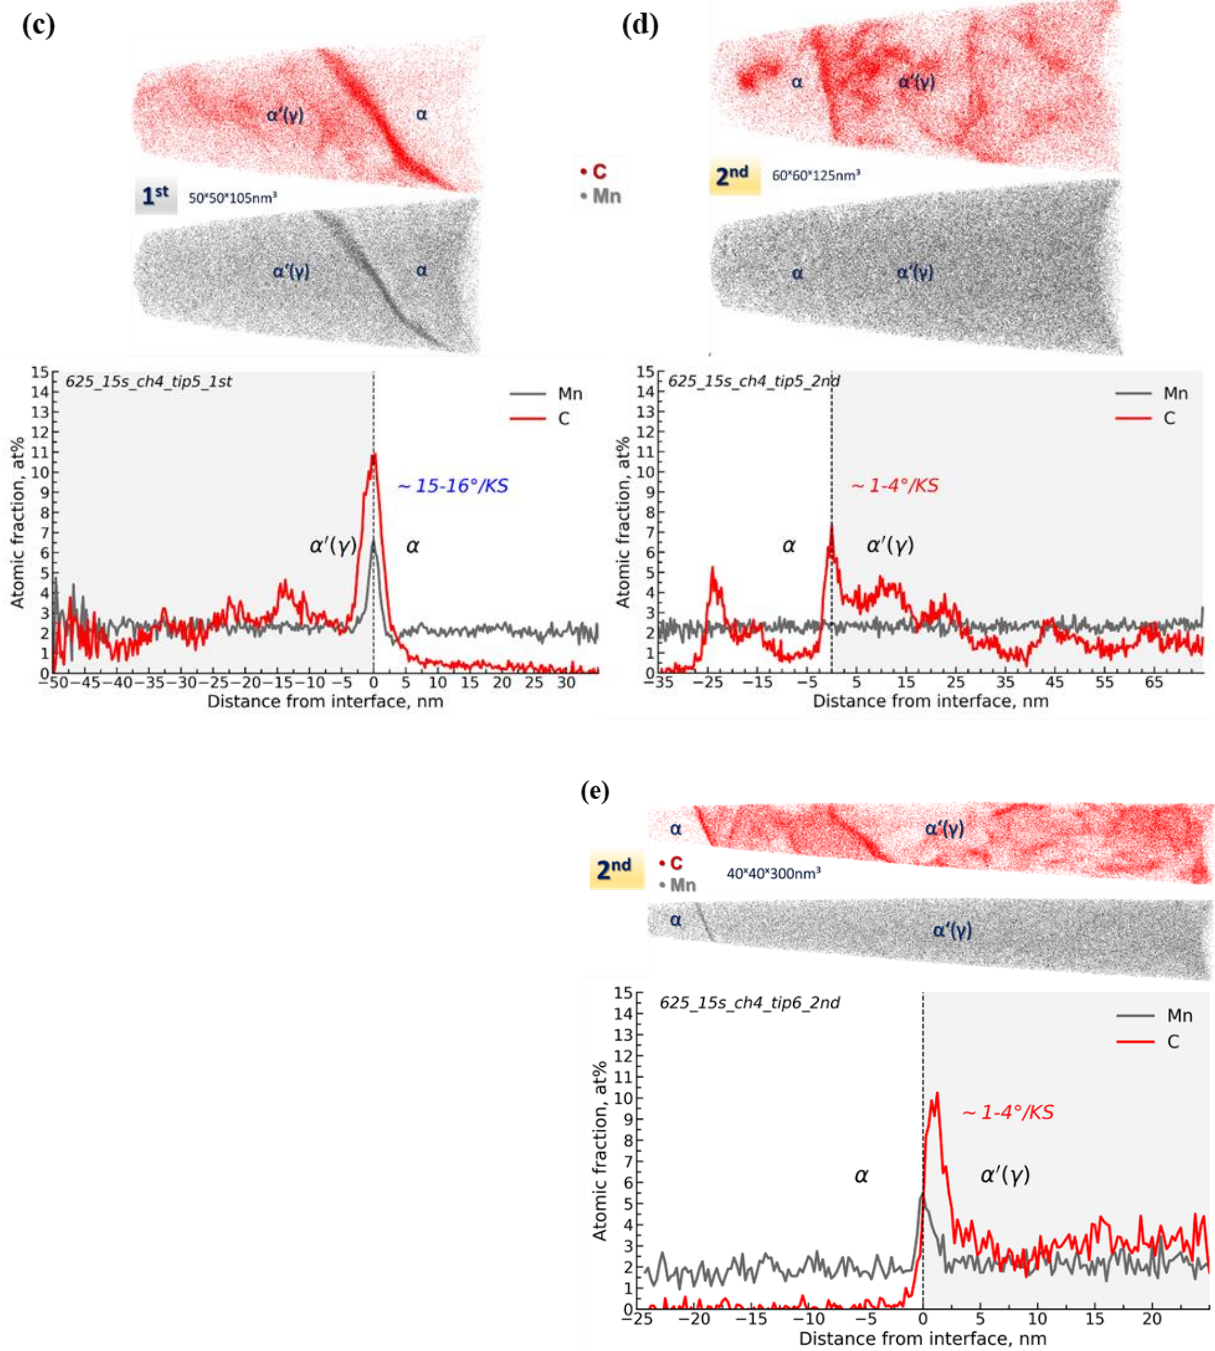 (c)
α'(γ)
α
1st
50*50*105nm³
α'(γ)
α
• C
• Mn
(d)
α
α'(γ)
2nd
60*60*125nm³
α
α'(γ)
625_15s_ch4_tip5_1st
Mn
C
~ 15-16°/KS
α'(γ)
α
Atomic fraction, at%
15
14
13
12
11
10
9
8
7
6
5
4
3
2
1
0
−50 −45 −40 −35 −30 −25 −20 −15 −10 −5 0 5 10 15 20 25 30
Distance from interface, nm
625_15s_ch4_tip5_2nd
Mn
C
~ 1-4°/KS
α
α'(γ)
Atomic fraction, at%
15
14
13
12
11
10
9
8
7
6
5
4
3
2
1
0
−35 −25 −15 −5 5 15 25 35 45 55 65
Distance from interface, nm
(e)
α
α'(γ)
2nd
• C
• Mn
40*40*300nm³
α
α'(γ)
625_15s_ch4_tip6_2nd
Mn
C
~ 1-4°/KS
α
α'(γ)
Atomic fraction, at%
15
14
13
12
11
10
9
8
7
6
5
4
3
2
1
0
−25 −20 −15 −10 −5 0 5 10 15 20
Distance from interface, nm